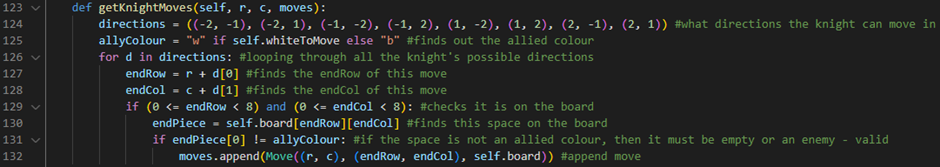 123 def getKnightMoves(self, r, c, moves):
124 directions = ((-2, -1), (-2, 1), (-1, -2), (-1, 2), (1, -2), (1, 2), (2, -1), (2, 1)) #what directions the knight can move in
125 allyColour = "w" if self.whiteToMove else "b" #finds out the allied colour
126 for d in directions: #looping through all the knight's possible directions
127 endRow = r + d[0] #finds the endRow of this move
128 endCol = c + d[1] #finds the endCol of this move
129 if (0 <= endRow < 8) and (0 <= endCol < 8): #checks it is on the board
130 endPiece = self.board[endRow][endCol] #finds this space on the board
131 if endPiece[0] != allyColour: #if the space is not an allied colour, then it must be empty or an enemy - valid
132 moves.append(Move((r, c), (endRow, endCol), self.board)) #append move